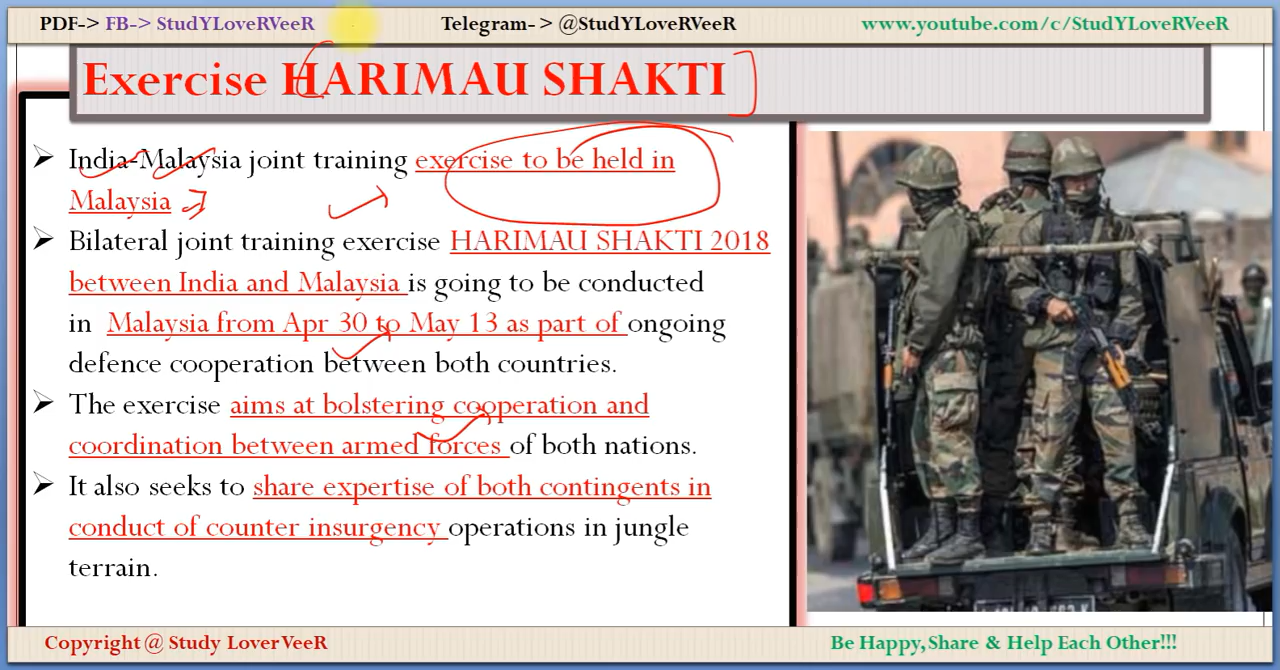 PDF-> FB-> StudYLoveRVeeR Telegram- > @StudYLoveRVeeR www.youtube.com/c/StudYLoveRVeeR
Exercise HARIMAU SHAKTI
India-Malaysia joint training exercise to be held in
Malaysia
Bilateral joint training exercise HARIMAU SHAKTI 2018
between India and Malaysia is going to be conducted
in Malaysia from Apr 30 to May 13 as part of ongoing
defence cooperation between both countries.
The exercise aims at bolstering cooperation and
coordination between armed forces of both nations.
It also seeks to share expertise of both contingents in
conduct of counter insurgency operations in jungle
terrain.
Copyright @ Study LoverVeeR Be Happy,Share & Help Each Other!!!